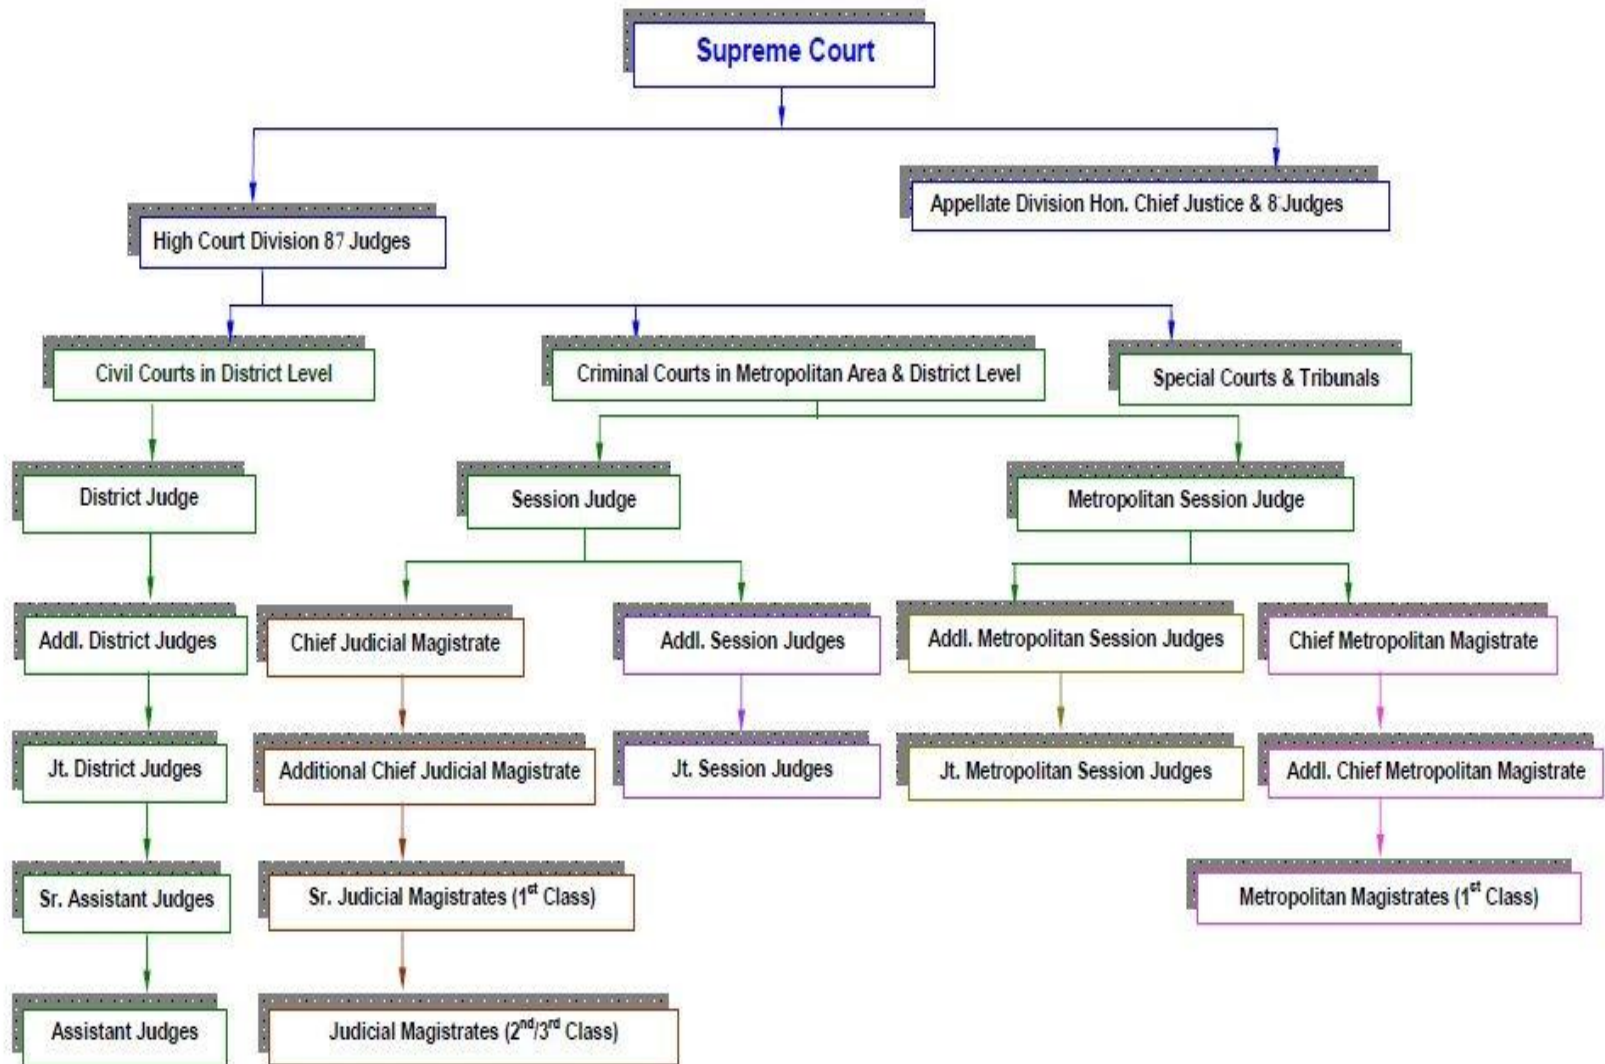 Supreme Court
Appellate Division Hon. Chief Justice & 8 Judges
High Court Division 87 Judges
Civil Courts in District Level
Criminal Courts in Metropolitan Area & District Level
Special Courts & Tribunals
District Judge
Session Judge
Metropolitan Session Judge
Addl. District Judges
Chief Judicial Magistrate
Addl. Session Judges
Addl. Metropolitan Session Judges
Chief Metropolitan Magistrate
Jt. District Judges
Additional Chief Judicial Magistrate
Jt. Session Judges
Jt. Metropolitan Session Judges
Addl. Chief Metropolitan Magistrate
Sr. Assistant Judges
Sr. Judicial Magistrates (1st Class)
Metropolitan Magistrates (1st Class)
Assistant Judges
Judicial Magistrates (2nd/3rd Class)